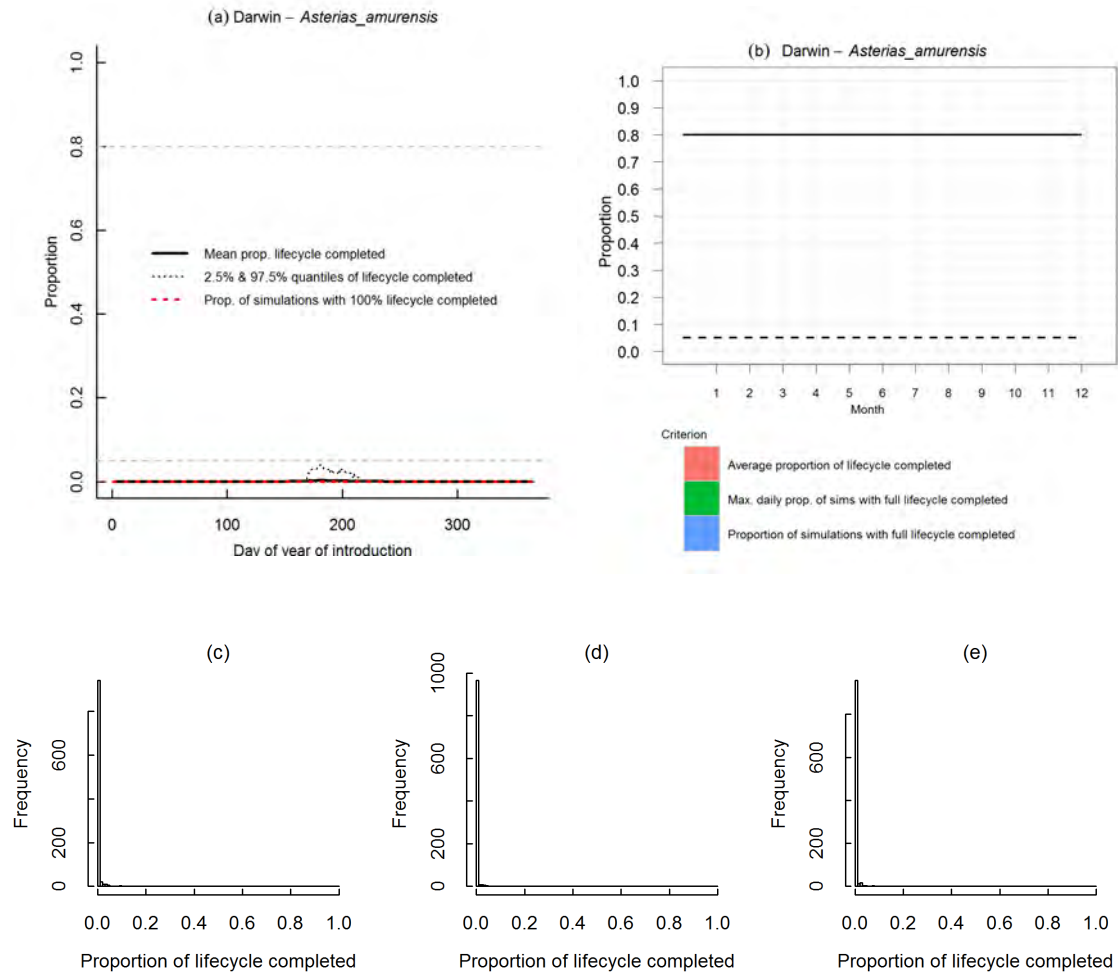 (a) Darwin – Asterias_amurensis
1.0
0.8
0.6
0.4
0.2
0.0
Proportion
Mean prop. lifecycle completed
2.5% & 97.5% quantiles of lifecycle completed
Prop. of simulations with 100% lifecycle completed
0 100 200 300
Day of year of introduction
(b) Darwin – Asterias_amurensis
1.0
0.9
0.8
0.7
0.6
0.5
0.4
0.3
0.2
0.1
0.0
Proportion
1 2 3 4 5 6 7 8 9 10 11 12
Month
Criterion
Average proportion of lifecycle completed
Max. daily prop. of sims with full lifecycle completed
Proportion of simulations with full lifecycle completed
(c)
600
200
0
Frequency
0.0 0.2 0.4 0.6 0.8 1.0
Proportion of lifecycle completed
(d)
1000
600
200
0
Frequency
0.0 0.2 0.4 0.6 0.8 1.0
Proportion of lifecycle completed
(e)
600
200
0
Frequency
0.0 0.2 0.4 0.6 0.8 1.0
Proportion of lifecycle completed